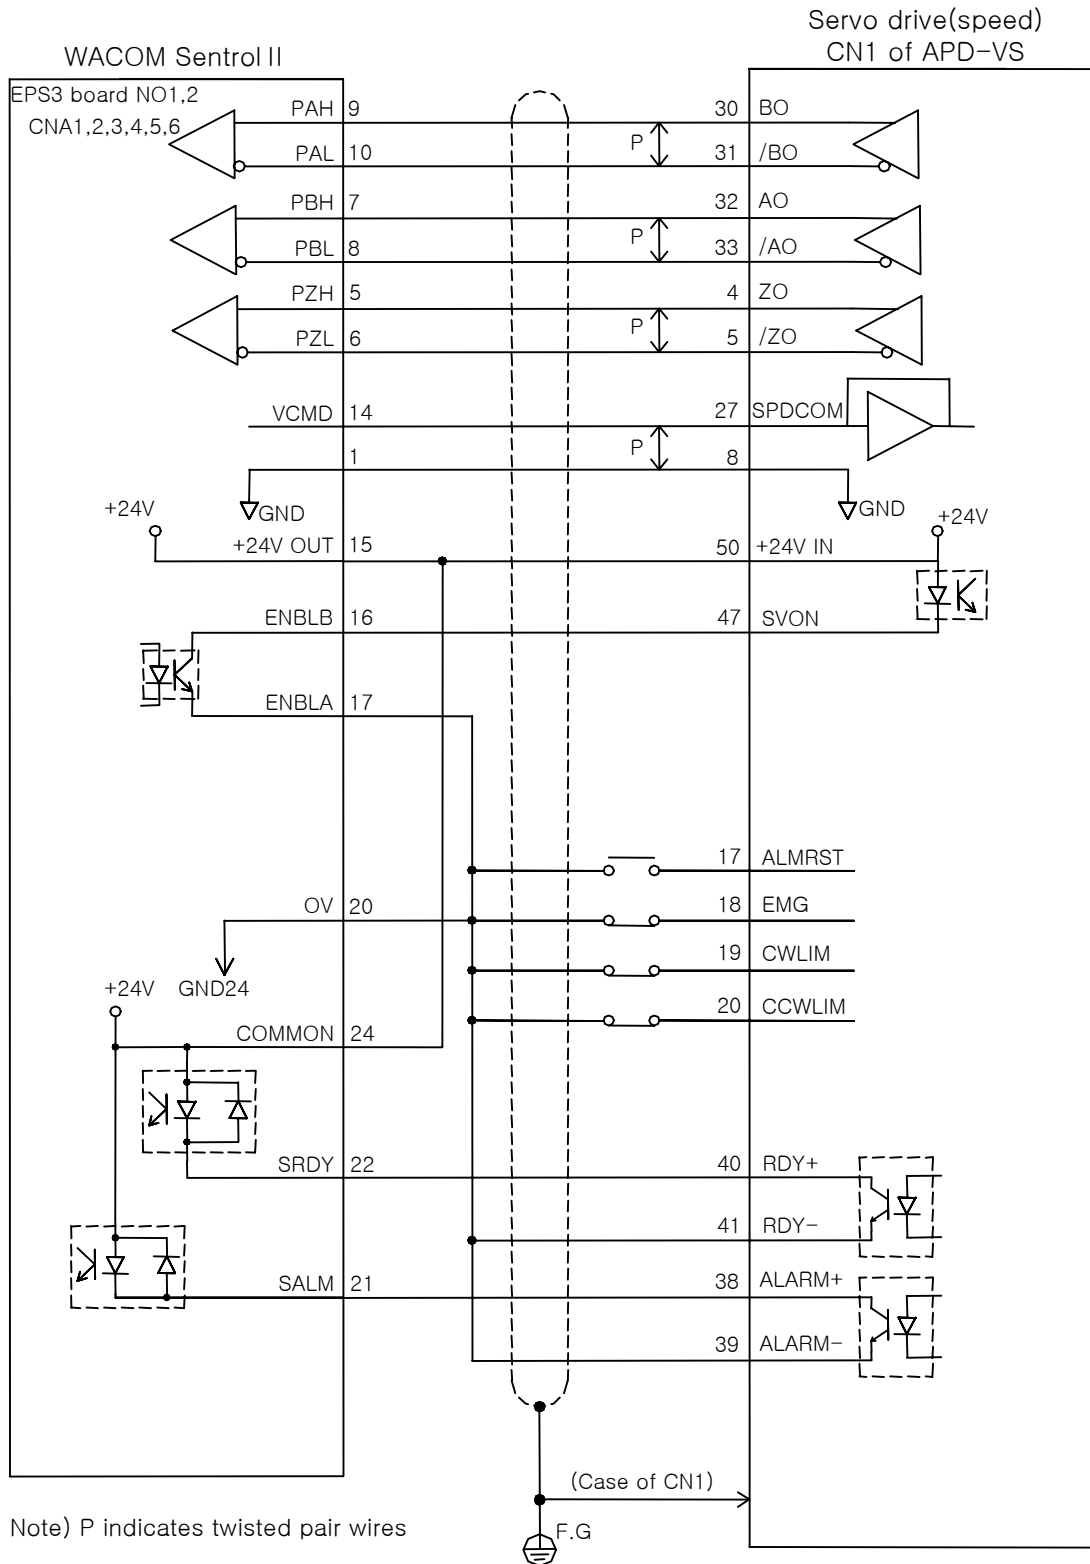 Servo drive(speed)
CN1 of APD-VS
WACOM Sentrol II
EPS3 board NO1,2
CNA1,2,3,4,5,6
PAH 9 30 BO
P
PAL 10 31 /BO
PBH 7 32 AO
P
PBL 8 33 /AO
PZH 5 4 ZO
P
PZL 6 5 /ZO
VCMD 14 27 SPDCOM
P
1 8
GND GND
+24V +24V
+24V OUT 15 50 +24V IN
ENBLB 16 47 SVON
ENBLA 17
17 ALMRST
OV 20 18 EMG
19 CWLIM
+24V GND24
20 CCWLIM
COMMON 24
SRDY 22 40 RDY+
41 RDY-
SALM 21 38 ALARM+
39 ALARM-
(Case of CN1)
Note) P indicates twisted pair wires
F.G